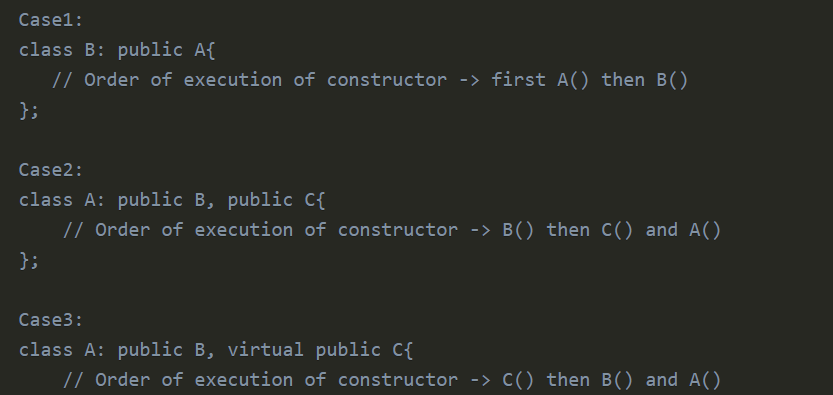 Case1:
class B: public A{
// Order of execution of constructor -> first A() then B()
};
Case2:
class A: public B, public C{
// Order of execution of constructor -> B() then C() and A()
};
Case3:
class A: public B, virtual public C{
// Order of execution of constructor -> C() then B() and A()